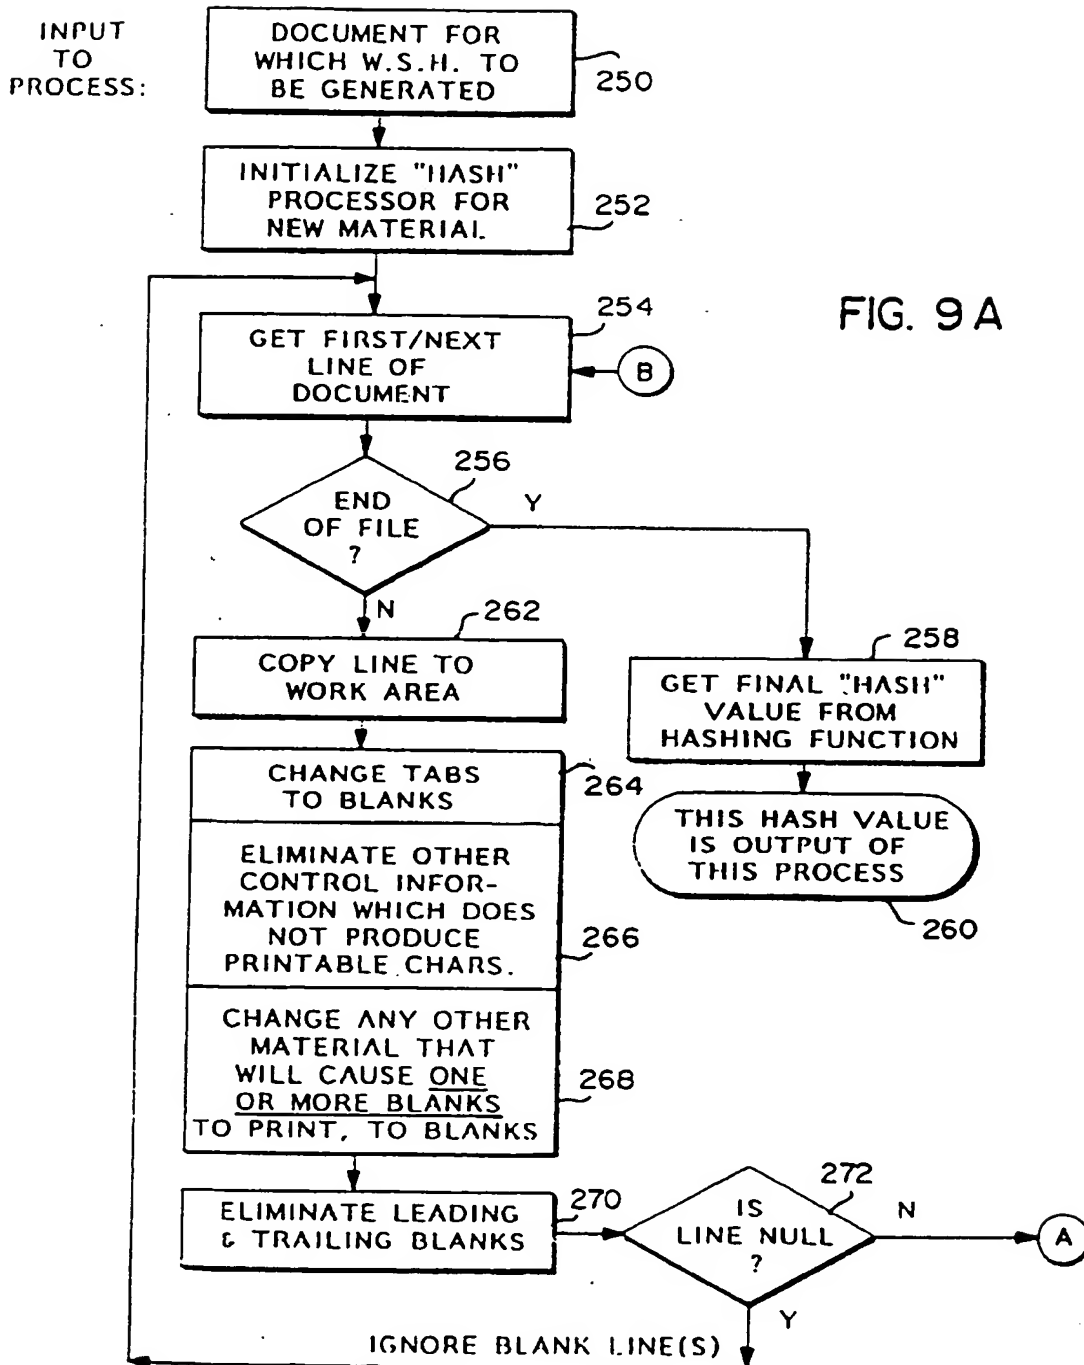 INPUT
TO
PROCESS:
DOCUMENT FOR
WHICH W.S.H. TO
BE GENERATED
250
INITIALIZE "HASH"
PROCESSOR FOR
NEW MATERIAL
252
FIG. 9A
254
GET FIRST/NEXT
LINE OF
DOCUMENT
B
256
END
OF FILE
?
Y
N
262
COPY LINE TO
WORK AREA
258
GET FINAL "HASH"
VALUE FROM
HASHING FUNCTION
CHANGE TABS
TO BLANKS
264
THIS HASH VALUE
IS OUTPUT OF
THIS PROCESS
260
ELIMINATE OTHER
CONTROL INFOR-
MATION WHICH DOES
NOT PRODUCE
PRINTABLE CHARS.
266
CHANGE ANY OTHER
MATERIAL THAT
WILL CAUSE ONE
OR MORE BLANKS
TO PRINT, TO BLANKS
268
ELIMINATE LEADING
& TRAILING BLANKS
270
272
IS
LINE NULL
?
N
A
Y
IGNORE BLANK LINE(S)